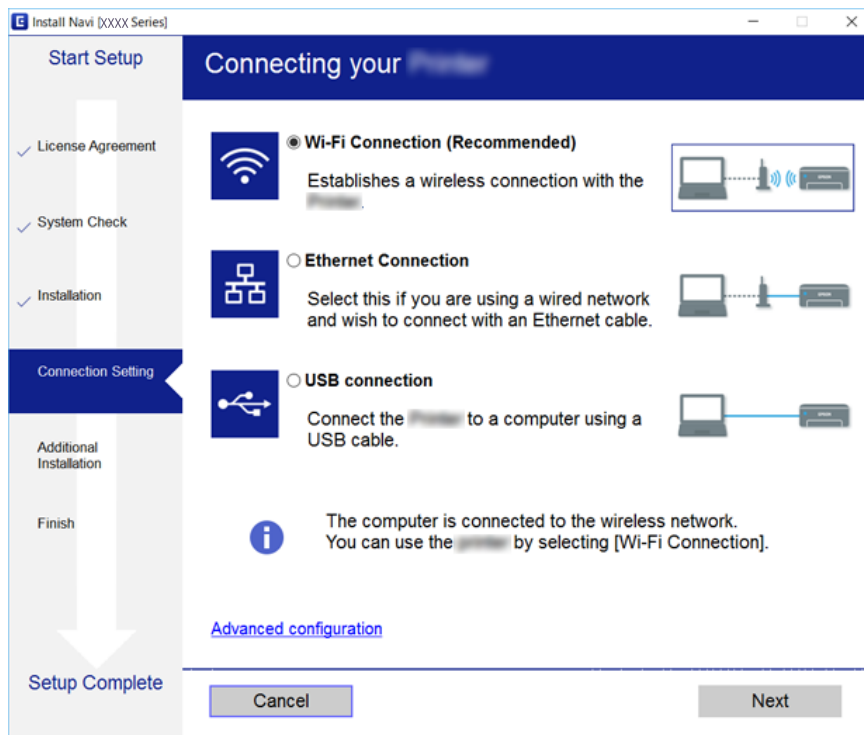 Install Navi [XXXX Series]
Start Setup
License Agreement
System Check
Installation
Connection Setting
Additional
Installation
Finish
Setup Complete
Connecting your
Wi-Fi Connection (Recommended)
Establishes a wireless connection with the
.
EPSON
Ethernet Connection
Select this if you are using a wired network
and wish to connect with an Ethernet cable.
EPSON
USB connection
Connect the to a computer using a
USB cable.
EPSON
The computer is connected to the wireless network.
You can use the by selecting [Wi-Fi Connection].
Advanced configuration
Cancel
Next